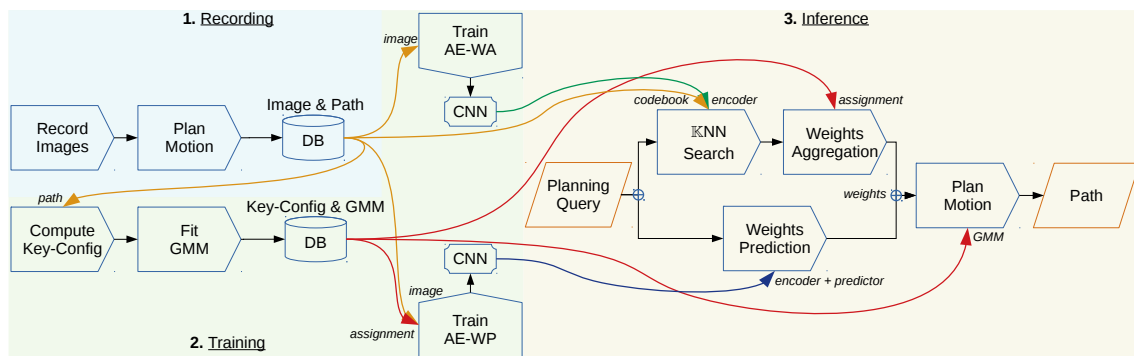 1. Recording
3. Inference
image
Train
AE-WA
CNN
Image & Path
DB
Record
Images
Plan
Motion
codebook
encoder
assignment
𝕂NN
Search
Weights
Aggregation
Planning
Query
weights
Plan
Motion
Path
path
Key-Config & GMM
DB
Compute
Key-Config
Fit
GMM
Weights
Prediction
GMM
CNN
encoder + predictor
image
assignment
Train
AE-WP
2. Training